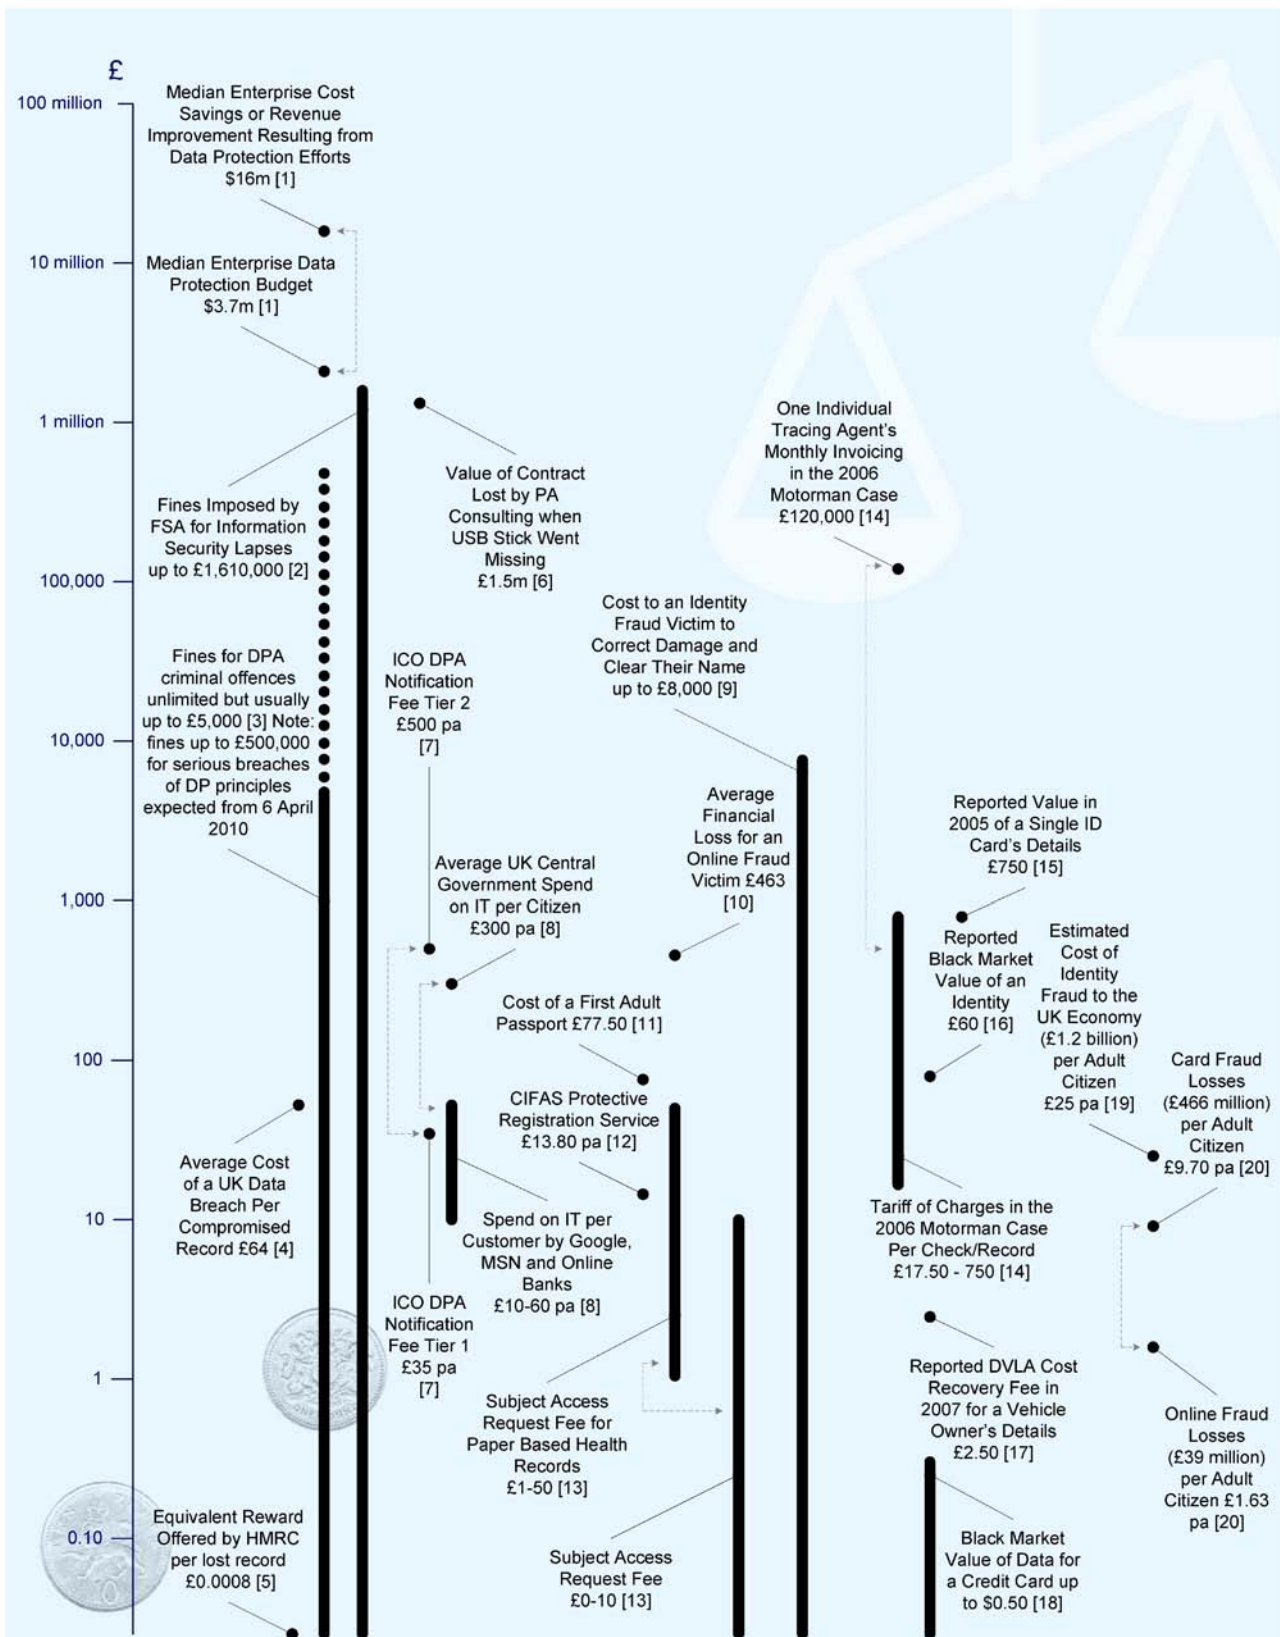 £
100 million
10 million
1 million
100,000
10,000
1,000
100
10
1
0.10
Median Enterprise Cost
Savings or Revenue
Improvement Resulting from
Data Protection Efforts
$16m [1]
Median Enterprise Data
Protection Budget
$3.7m [1]
Fines Imposed by
FSA for Information
Security Lapses
up to £1,610,000 [2]
Fines for DPA
criminal offences
unlimited but usually
up to £5,000 [3] Note:
fines up to £500,000
for serious breaches
of DP principles
expected from 6 April
2010
Average Cost
of a UK Data
Breach Per
Compromised
Record £64 [4]
Equivalent Reward
Offered by HMRC
per lost record
£0.0008 [5]
Value of Contract
Lost by PA
Consulting when
USB Stick Went
Missing
£1.5m [6]
ICO DPA
Notification
Fee Tier 2
£500 pa
[7]
Average UK Central
Government Spend
on IT per Citizen
£300 pa [8]
Spend on IT per
Customer by Google,
MSN and Online
Banks
£10-60 pa [8]
ICO DPA
Notification
Fee Tier 1
£35 pa
[7]
Cost to an Identity
Fraud Victim to
Correct Damage and
Clear Their Name
up to £8,000 [9]
Average
Financial
Loss for an
Online Fraud
Victim £463
[10]
Cost of a First Adult
Passport £77.50 [11]
CIFAS Protective
Registration Service
£13.80 pa [12]
Subject Access
Request Fee for
Paper Based Health
Records
£1-50 [13]
Subject Access
Request Fee
£0-10 [13]
One Individual
Tracing Agent's
Monthly Invoicing
in the 2006
Motorman Case
£120,000 [14]
Reported Value in
2005 of a Single ID
Card's Details
£750 [15]
Reported
Black Market
Value of an
Identity
£60 [16]
Tariff of Charges in the
2006 Motorman Case
Per Check/Record
£17.50 - 750 [14]
Reported DVLA Cost
Recovery Fee in
2007 for a Vehicle
Owner's Details
£2.50 [17]
Black Market
Value of Data for
a Credit Card up
to $0.50 [18]
Estimated
Cost of
Identity
Fraud to the
UK Economy
(£1.2 billion)
per Adult
Citizen
£25 pa [19]
Card Fraud
Losses
(£466 million)
per Adult
Citizen
£9.70 pa [20]
Online Fraud
Losses
(£39 million)
per Adult
Citizen £1.63
pa [20]
10